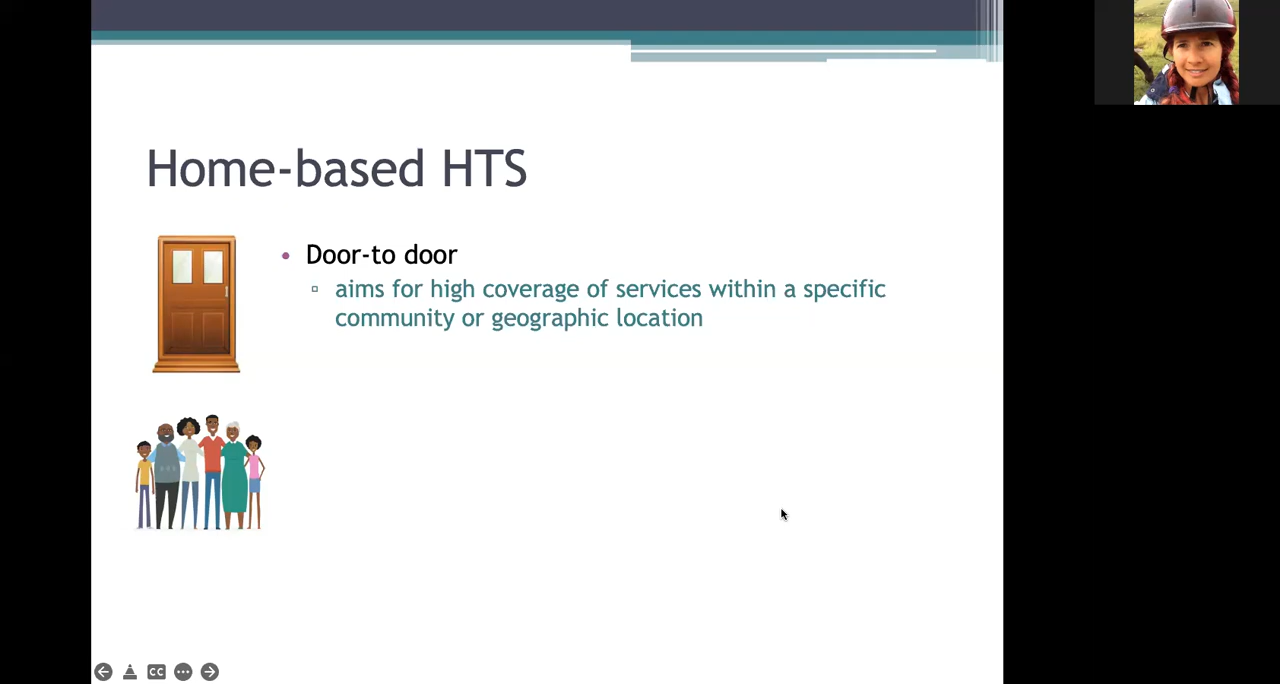 Home-based HTS
• Door-to door
▫ aims for high coverage of services within a specific
community or geographic location
CC